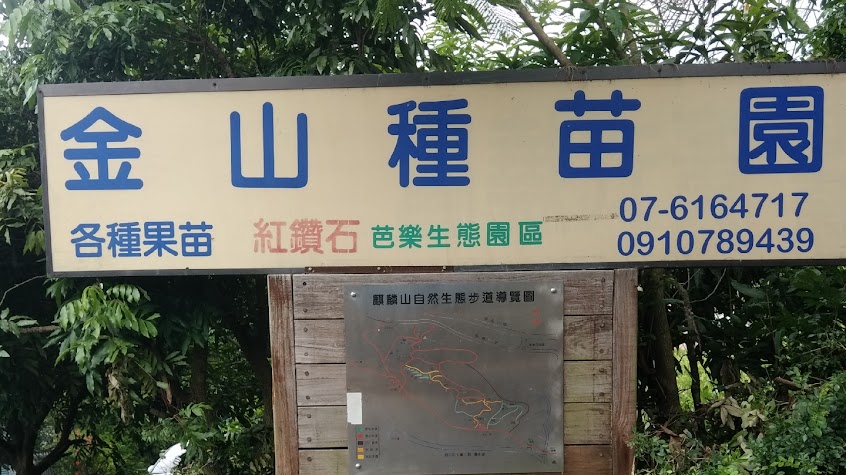 金山種苗園
各種果苗 紅鑽石 芭樂生態園區
07-6164717
0910789439
麒麟山自然生態步道導覽圖